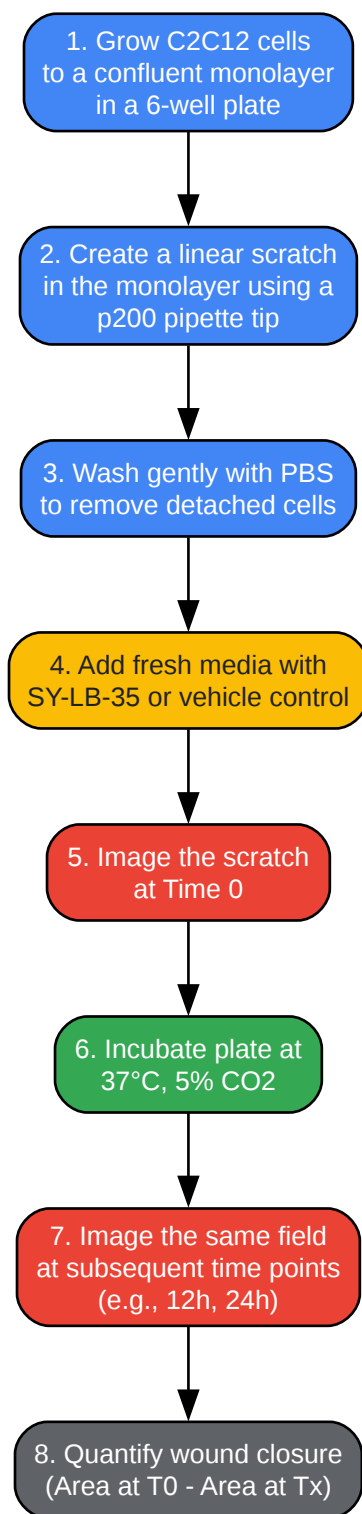 1. Grow C2C12 cells
to a confluent monolayer
in a 6-well plate
2. Create a linear scratch
in the monolayer using a
p200 pipette tip
3. Wash gently with PBS
to remove detached cells
4. Add fresh media with
SY-LB-35 or vehicle control
5. Image the scratch
at Time 0
6. Incubate plate at
37°C, 5% CO2
7. Image the same field
at subsequent time points
(e.g., 12h, 24h)
8. Quantify wound closure
(Area at T0 - Area at Tx)